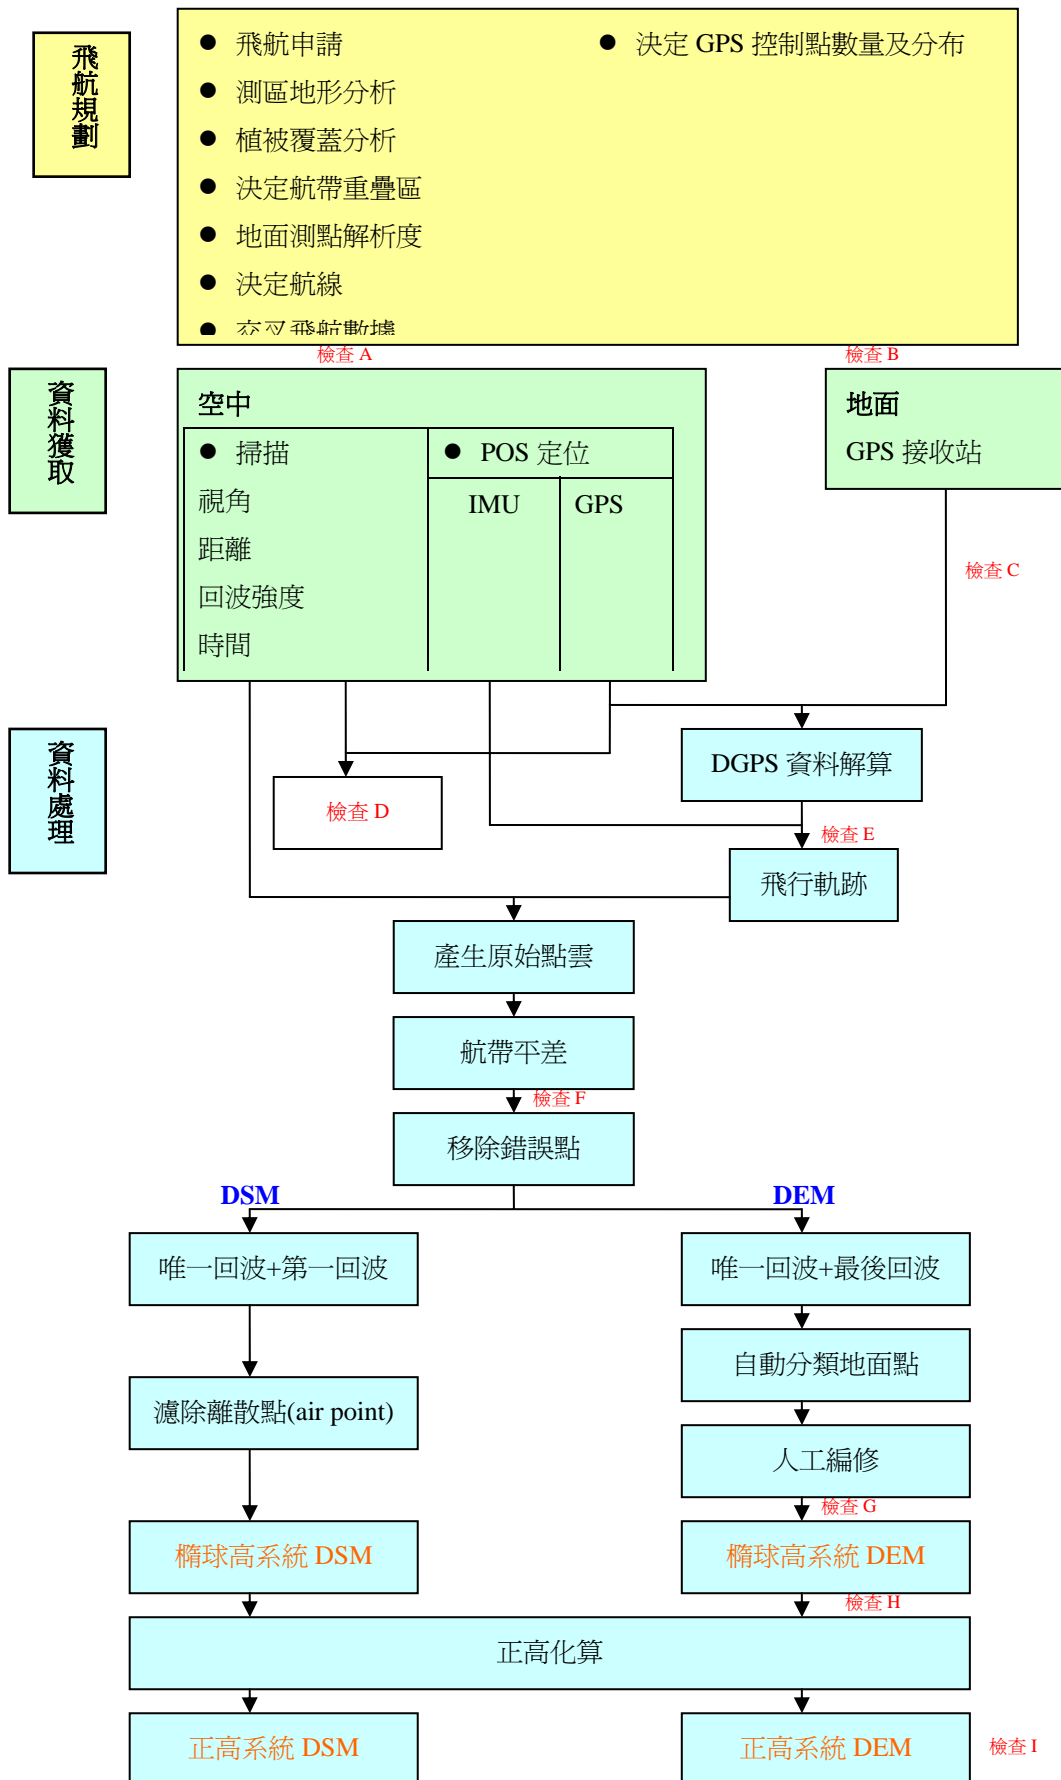 飛航規劃
● 飛航申請
● 測區地形分析
● 植被覆蓋分析
● 決定航帶重疊區
● 地面測點解析度
● 決定航線
● 交叉飛航數據
● 決定 GPS 控制點數量及分布
檢查 A
檢查 B
資料獲取
空中
● 掃描
視角
距離
回波強度
時間
● POS 定位
IMU
GPS
地面
GPS 接收站
檢查 C
資料處理
DGPS 資料解算
檢查 D
檢查 E
飛行軌跡
產生原始點雲
航帶平差
檢查 F
移除錯誤點
DSM
DEM
唯一回波+第一回波
唯一回波+最後回波
自動分類地面點
濾除離散點(air point)
人工編修
檢查 G
橢球高系統 DSM
橢球高系統 DEM
檢查 H
正高化算
正高系統 DSM
正高系統 DEM
檢查 I